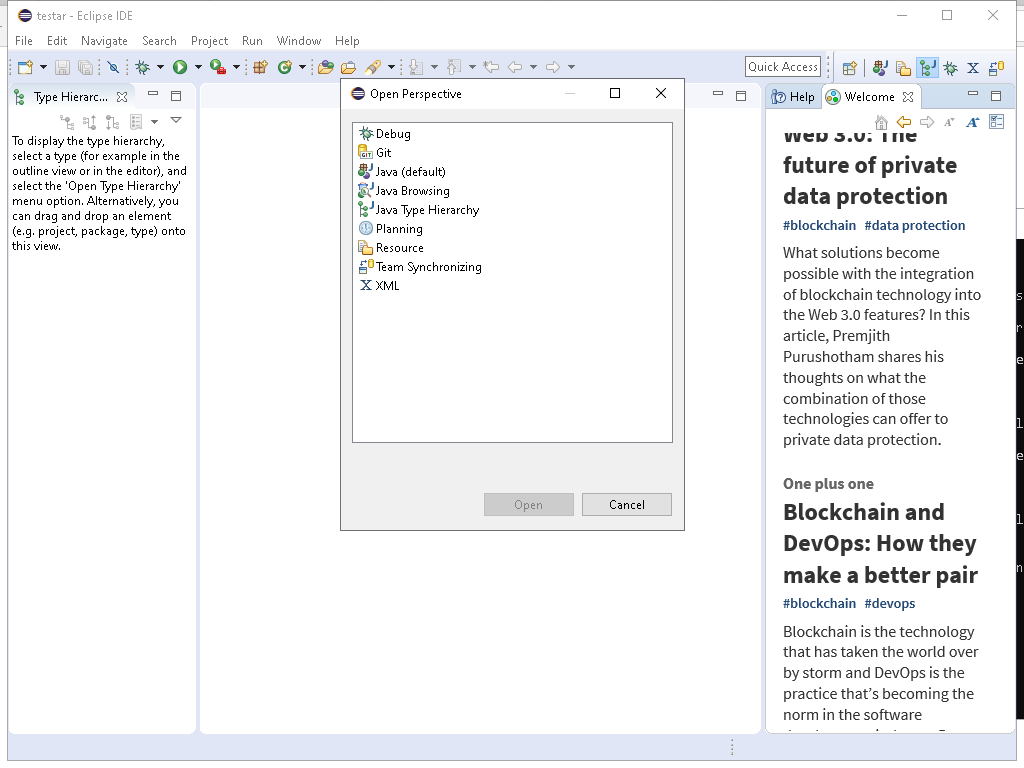 testar - Eclipse IDE
File Edit Navigate Search Project Run Window Help
Quick Access
Type Hierarc...
To display the type hierarchy,
select a type (for example in the
outline view or in the editor), and
select the 'Open Type Hierarchy'
menu option. Alternatively, you
can drag and drop an element
(e.g. project, package, type) onto
this view.
Open Perspective
Debug
Git
Java (default)
Java Browsing
Java Type Hierarchy
Planning
Resource
Team Synchronizing
XML
Open Cancel
Help Welcome
Web 3.0: The
future of private
data protection
#blockchain #data protection
What solutions become
possible with the integration
of blockchain technology into
the Web 3.0 features? In this
article, Premjith
Purushotham shares his
thoughts on what the
combination of those
technologies can offer to
private data protection.
One plus one
Blockchain and
DevOps: How they
make a better pair
#blockchain #devops
Blockchain is the technology
that has taken the world over
by storm and DevOps is the
practice that's becoming the
norm in the software